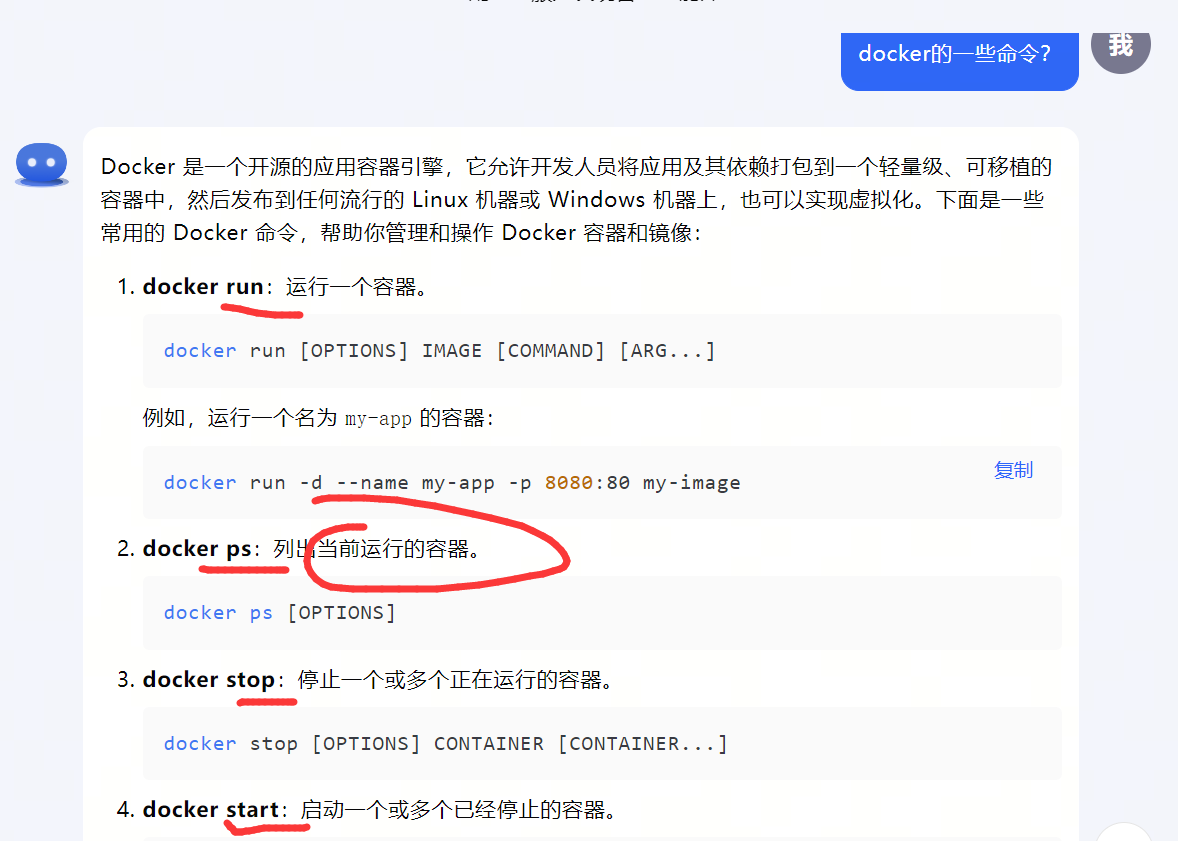 docker的一些命令？
我
Docker 是一个开源的应用容器引擎，它允许开发人员将应用及其依赖打包到一个轻量级、可移植的
容器中，然后发布到任何流行的 Linux 机器或 Windows 机器上，也可以实现虚拟化。下面是一些
常用的 Docker 命令，帮助你管理和操作 Docker 容器和镜像：
1. docker run：运行一个容器。
docker run [OPTIONS] IMAGE [COMMAND] [ARG...]
例如，运行一个名为 my-app 的容器：
docker run -d --name my-app -p 8080:80 my-image
复制
2. docker ps：列出当前运行的容器。
docker ps [OPTIONS]
3. docker stop：停止一个或多个正在运行的容器。
docker stop [OPTIONS] CONTAINER [CONTAINER...]
4. docker start：启动一个或多个已经停止的容器。